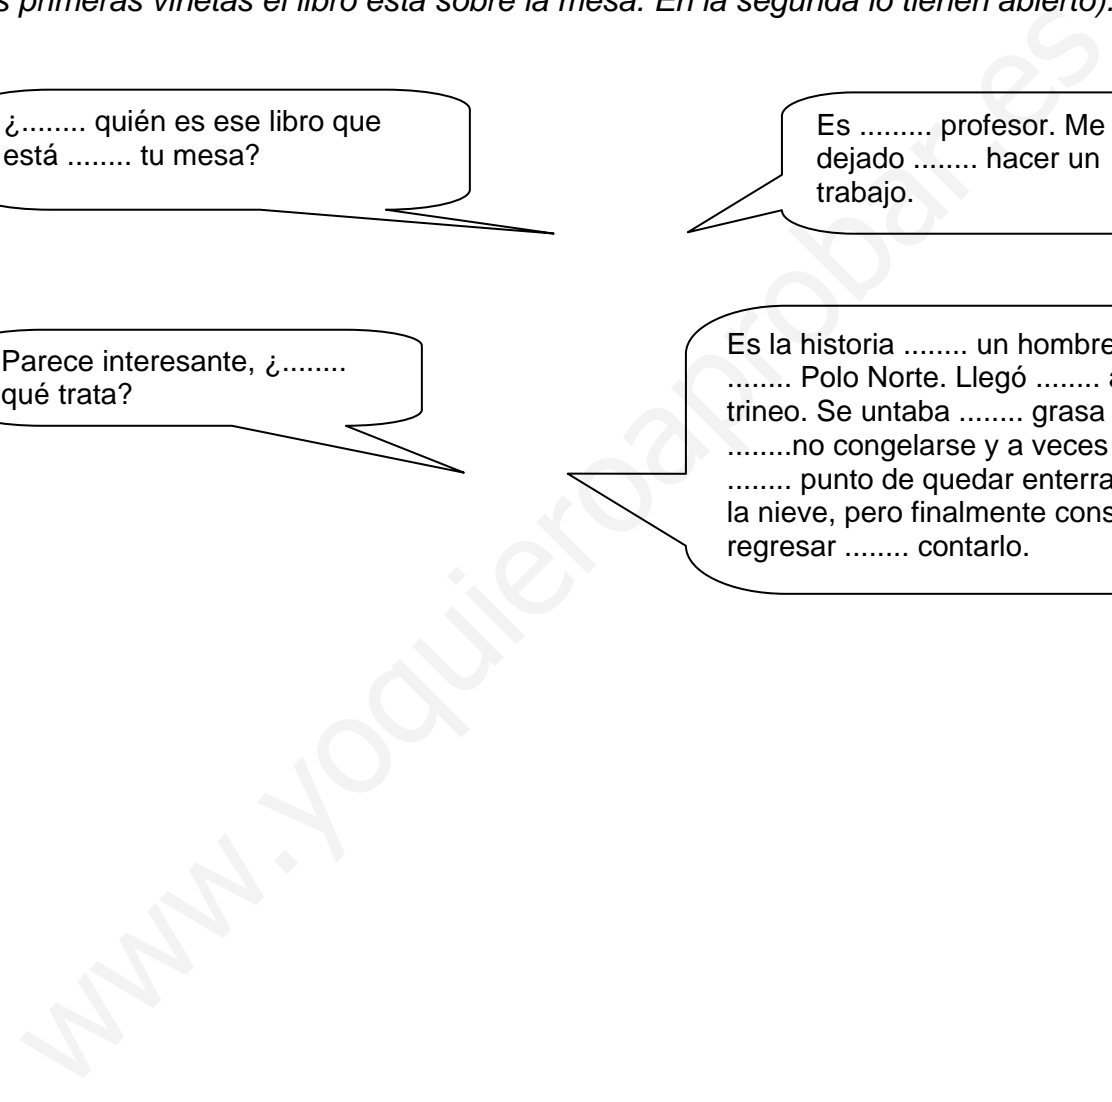 s primeras viñetas el libro está sobre la mesa. En la segunda lo tienen abierto).
¿........ quién es ese libro que
está ........ tu mesa?
Es ......... profesor. Me
dejado ........ hacer un
trabajo.
Parece interesante, ¿........
qué trata?
Es la historia ........ un hombre
........ Polo Norte. Llegó ........ a
trineo. Se untaba ........ grasa
........no congelarse y a veces
........ punto de quedar enterra
la nieve, pero finalmente cons
regresar ........ contarlo.
www.yoquieroaprobar.es